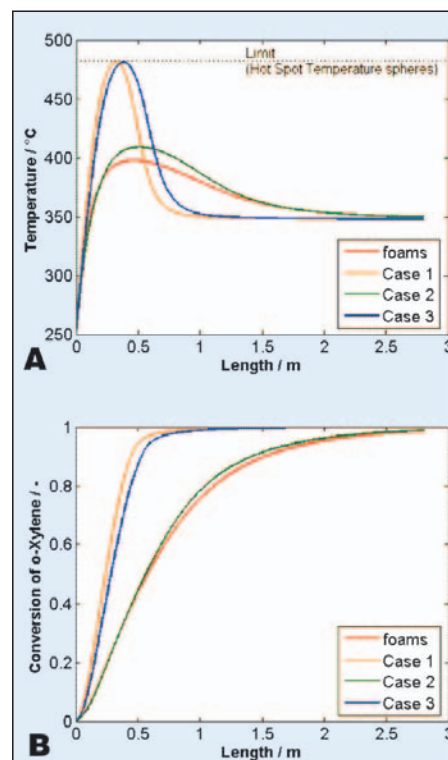 500
450
400
350
300
250
Temperature / °C
Limit
(Hot Spot Temperature spheres)
foams
Case 1
Case 2
Case 3
0 0.5 1 1.5 2 2.5 3
Length / m
A
1
0.8
0.6
0.4
0.2
0
Conversion of o-Xylene / -
foams
Case 1
Case 2
Case 3
0 0.5 1 1.5 2 2.5 3
Length / m
B